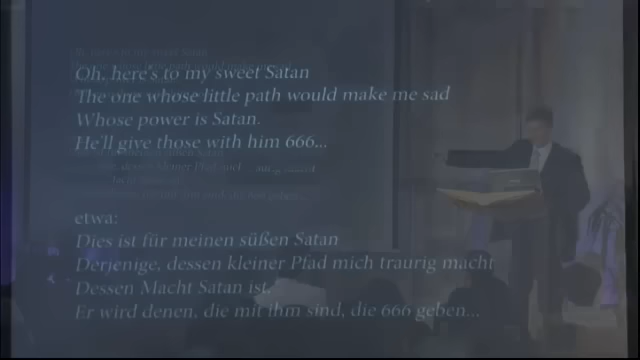 Oh, here's to my sweet Satan
The one whose little path would make me sad
Whose power is Satan.
He'll give those with him 666...
etwa:
Dies ist für meinen süßen Satan
Derjenige, dessen kleiner Pfad mich traurig macht
Dessen Macht Satan ist.
Er wird denen, die mit ihm sind, die 666 geben...